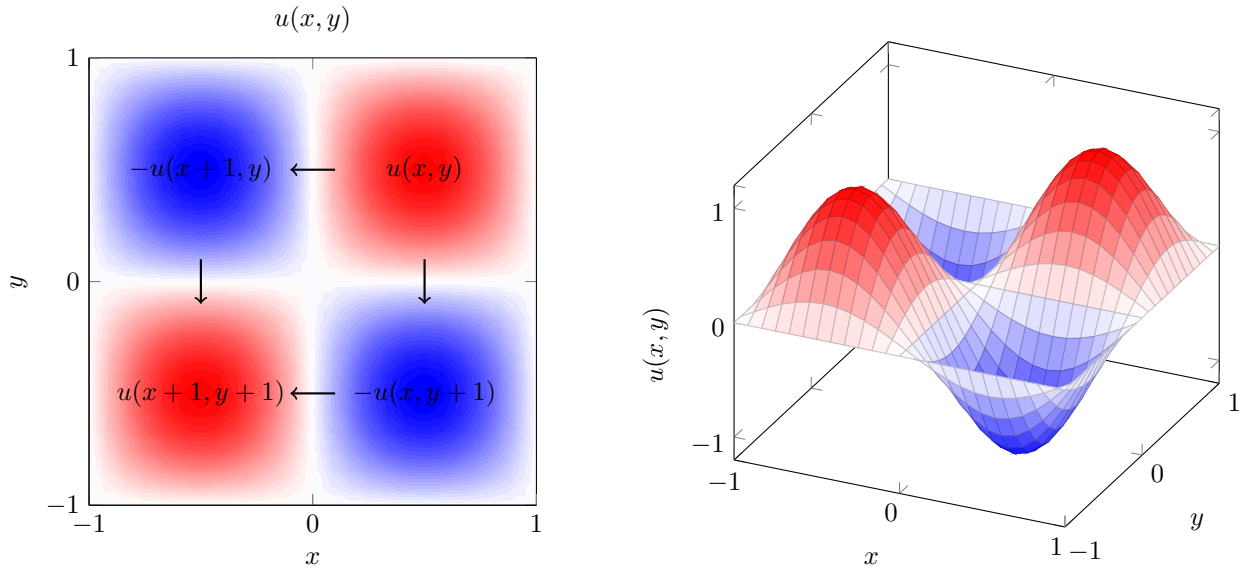 u(x, y)
1
−u(x + 1, y)
u(x, y)
y
0
u(x+1, y+1)
−u(x, y+1)
−1
−1
0
1
x
u(x, y)
1
0
−1
−1
0
1
x
−1
0
1
y